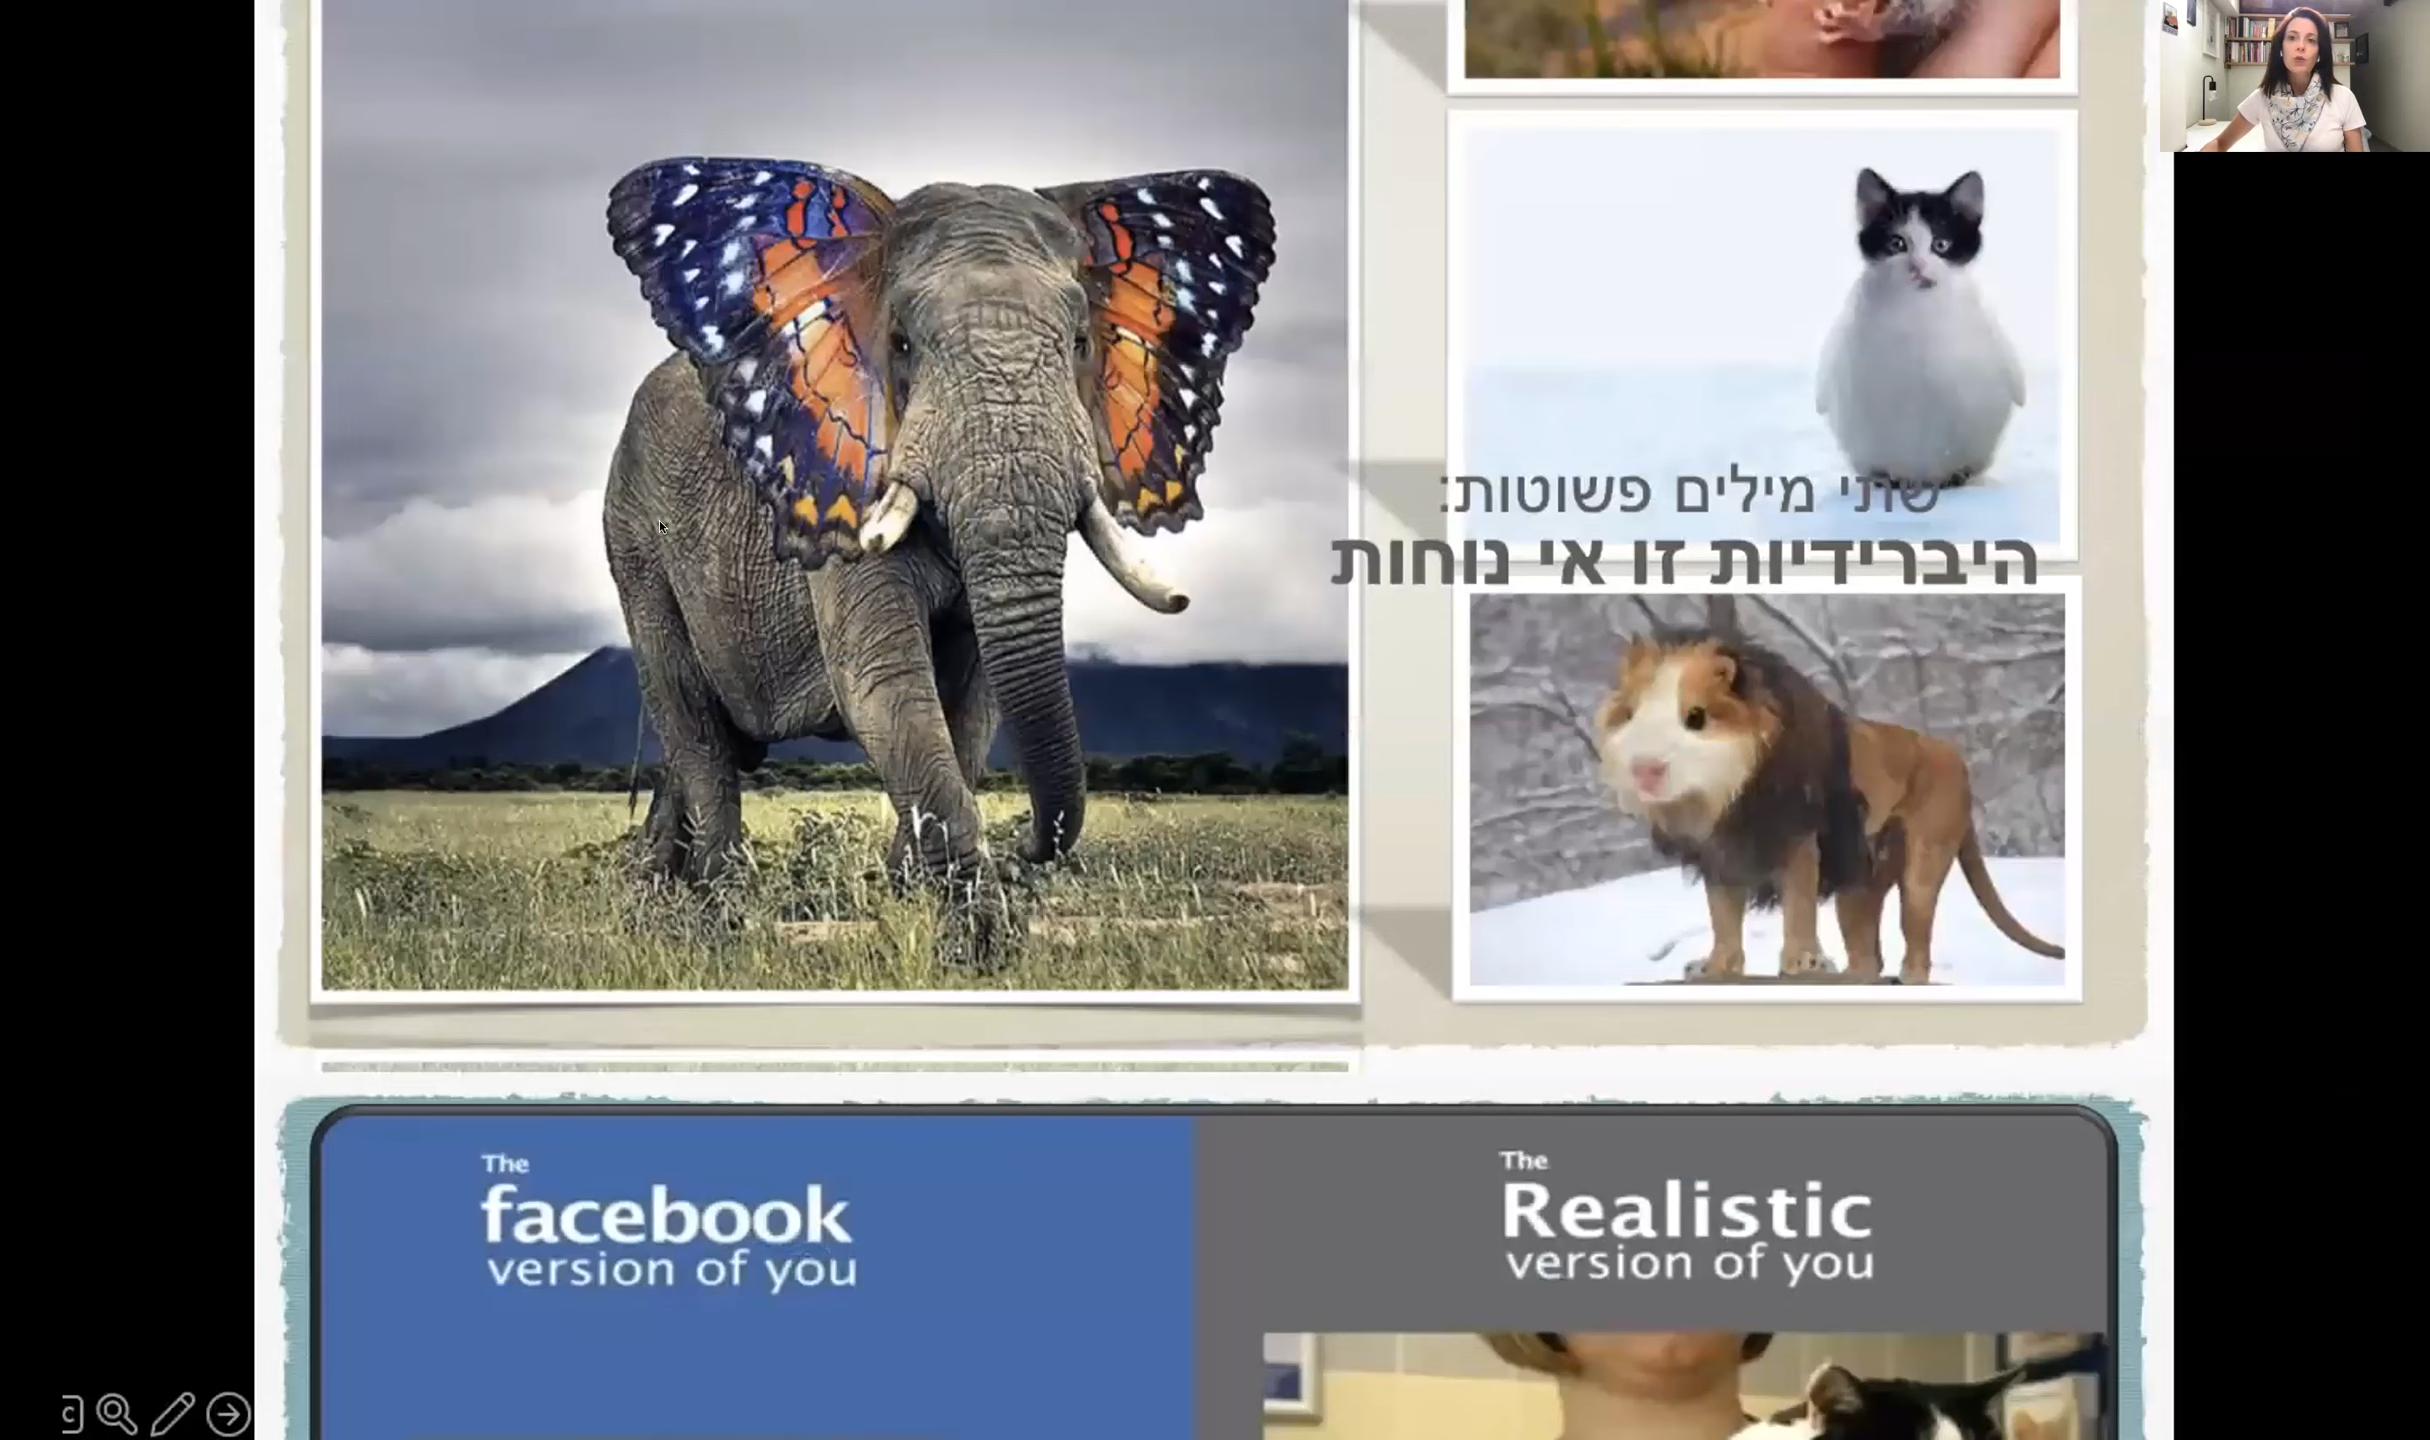 שתי מילים פשוטות:
היברידיות זו אי נוחות
The
facebook
version of you
The
Realistic
version of you